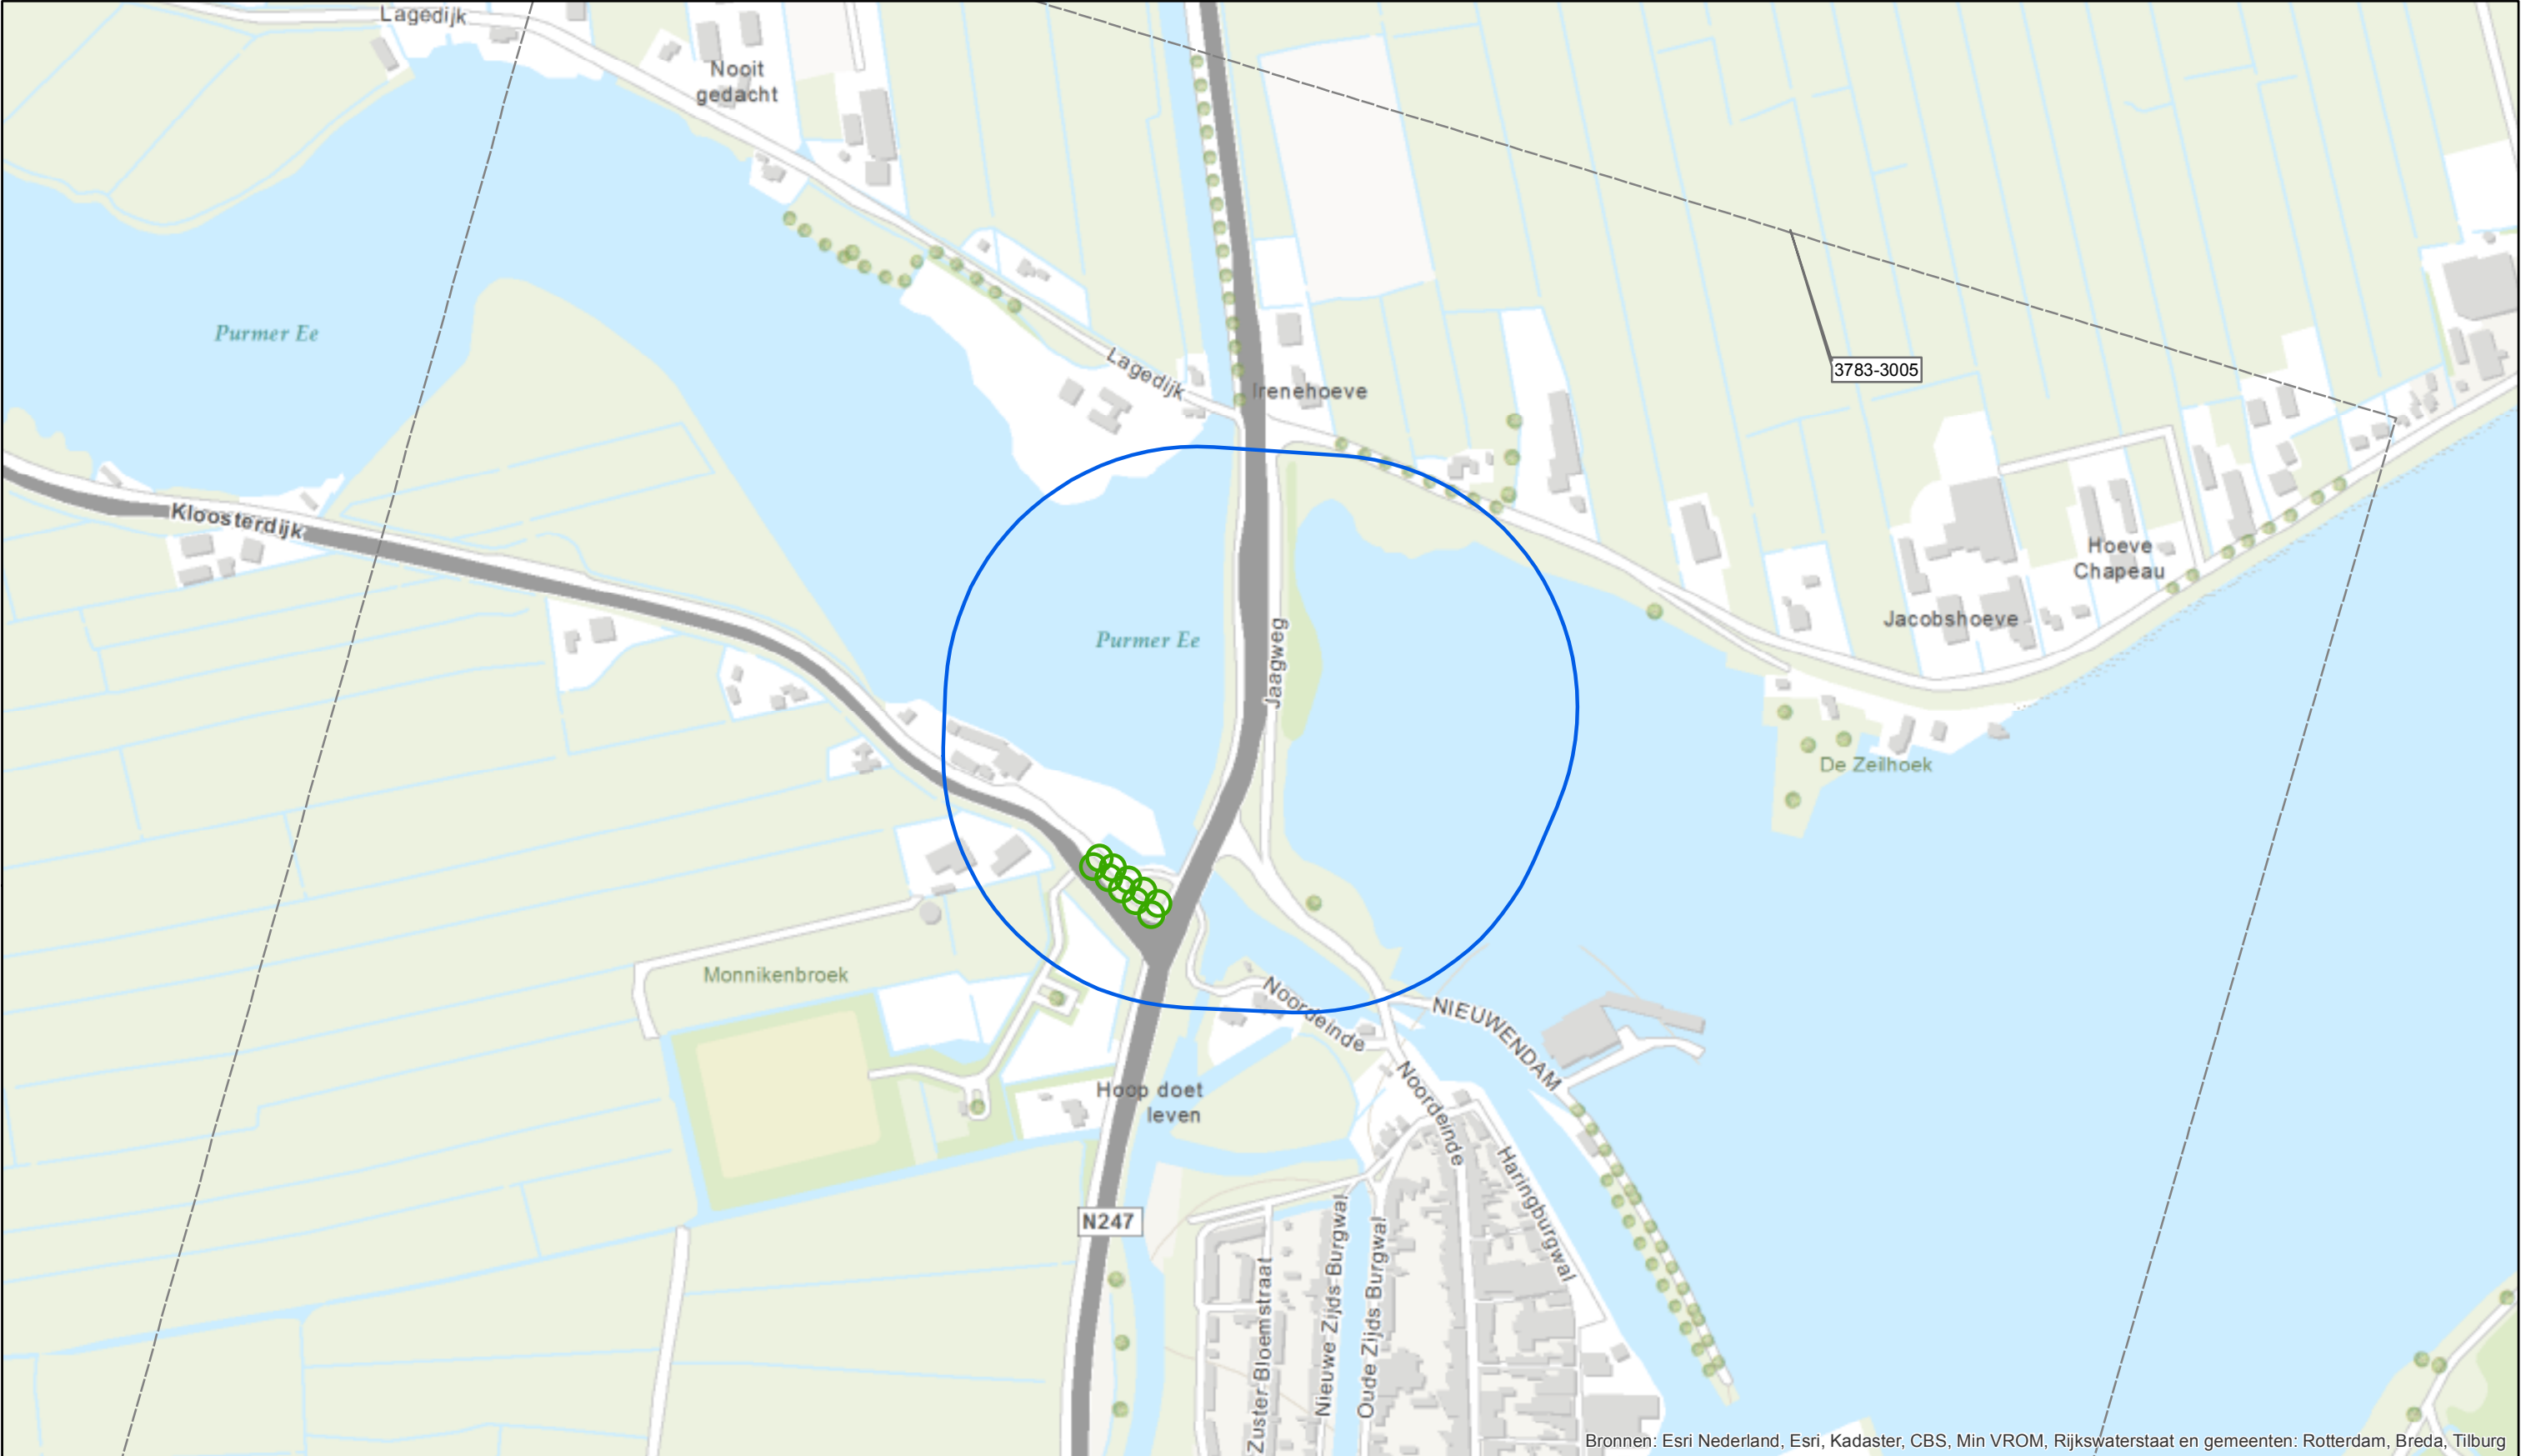 Lagedijk
Nooit
gedacht
Purmer Ee
Lagedijk
Irenehoeve
3783-3005
Kloosterdijk
Hoeve
Chapeau
Jacobshoeve
Purmer Ee
Jaagweg
De Zeilhoek
Monnikenbroek
Noordeinde
NIEUWENDAM
Hoop doet
leven
Noordeinde
Haringburgwal
N247
Zuster Bloemstraat
Nieuwe Zijds Burgwal
Oude Zijds Burgwal
Bronnen: Esri Nederland, Esri, Kadaster, CBS, Min VROM, Rijkswaterstaat en gemeenten: Rotterdam, Breda, Tilburg